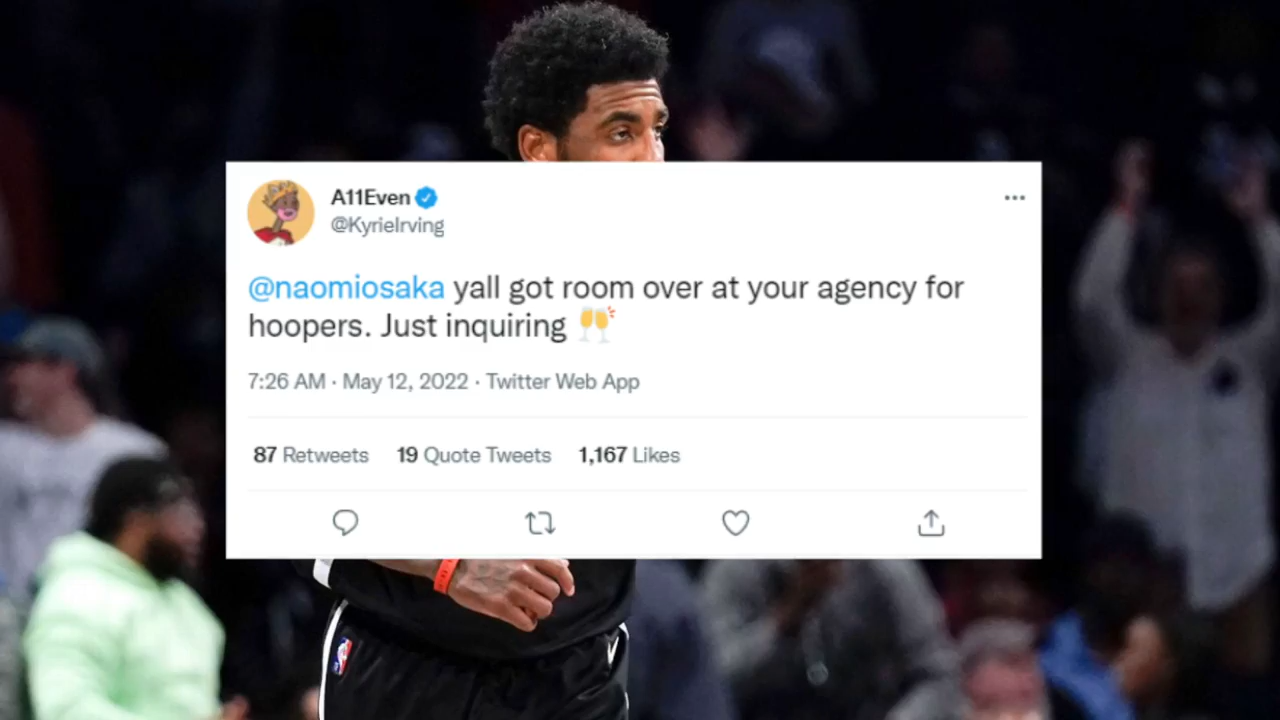 A11Even
@KyrieIrving
@naomiosaka yall got room over at your agency for
hoopers. Just inquiring 🥂
7:26 AM · May 12, 2022 · Twitter Web App
87 Retweets 19 Quote Tweets 1,167 Likes